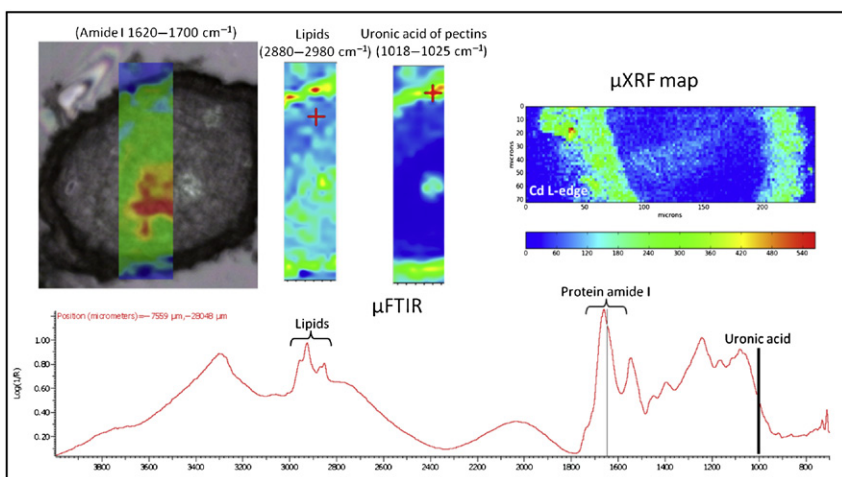 (Amide I 1620–1700 cm⁻¹)
Lipids
(2880–2980 cm⁻¹)
Uronic acid of pectins
(1018–1025 cm⁻¹)
μXRF map
microns
0
10
20
30
40
50
60
70
Cd L-edge
0 50 100 150 200
microns
0 60 120 180 240 300 360 420 480 540
μFTIR
Position (micrometers)=-7559 μm,-28048 μm
Lipids
Protein amide I
Uronic acid
Log(1/R)
1.00
0.80
0.60
0.40
0.20
3800 3600 3400 3200 3000 2800 2600 2400 2200 2000 1800 1600 1400 1200 1000 800